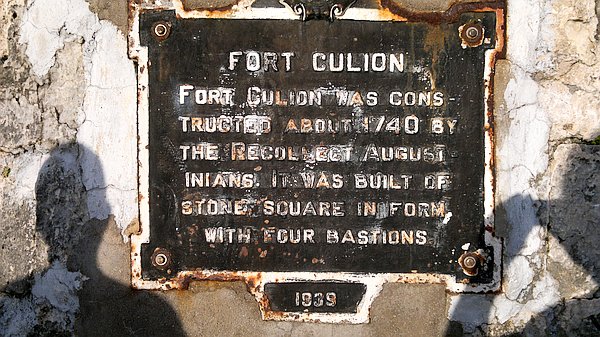 FORT CULION
FORT CULION WAS CONS-
TRUCTED ABOUT 1740 BY
THE RECOLLECT AUGUST
INIANS. IT WAS BUILT OF
STONE, SQUARE IN FORM
WITH FOUR BASTIONS
1939